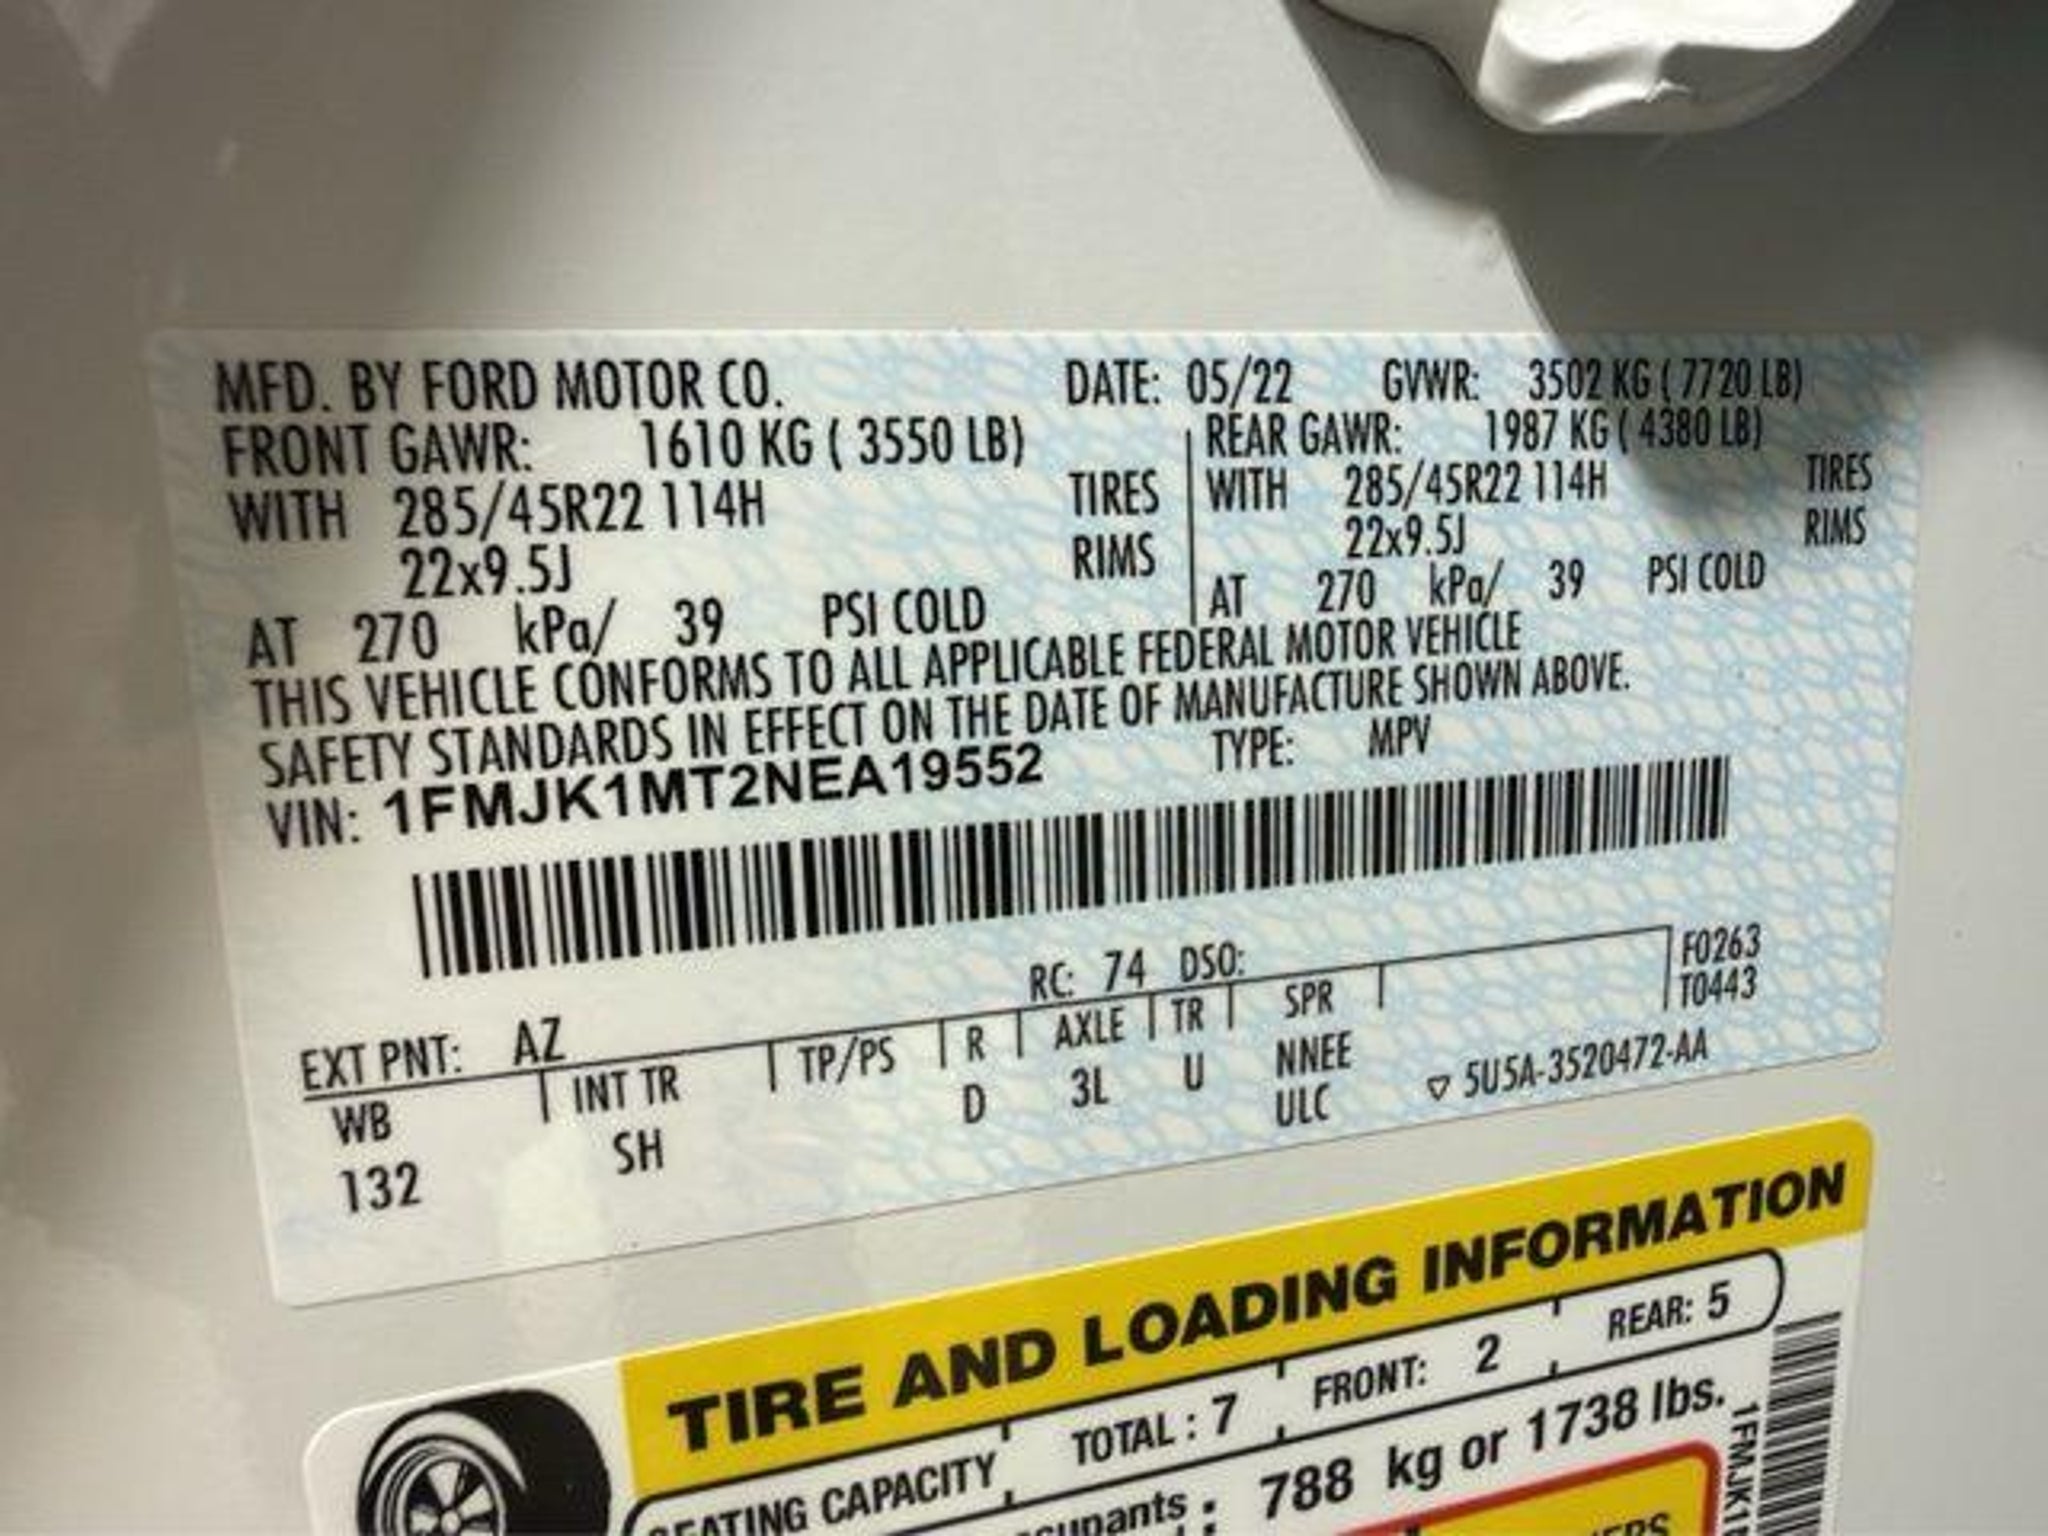 MFD. BY FORD MOTOR CO. DATE: 05/22 GVWR: 3502 KG ( 7720 LB)
FRONT GAWR: 1610 KG ( 3550 LB) REAR GAWR: 1987 KG ( 4380 LB)
WITH 285/45R22 114H TIRES WITH 285/45R22 114H TIRES
22x9.5J RIMS 22x9.5J RIMS
AT 270 kPa/ 39 PSI COLD AT 270 kPa/ 39 PSI COLD
THIS VEHICLE CONFORMS TO ALL APPLICABLE FEDERAL MOTOR VEHICLE
SAFETY STANDARDS IN EFFECT ON THE DATE OF MANUFACTURE SHOWN ABOVE.
VIN: 1FMJK1MT2NEA19552 TYPE: MPV
EXT PNT: AZ RC: 74 DSO: F0263
T0443
WB INT TR TP/PS R AXLE TR SPR
132 SH D 3L U NNEE
ULC ▽ 5U5A-3520472-AA
TIRE AND LOADING INFORMATION
SEATING CAPACITY TOTAL : 7 FRONT: 2 REAR: 5
788 kg or 1738 lbs.